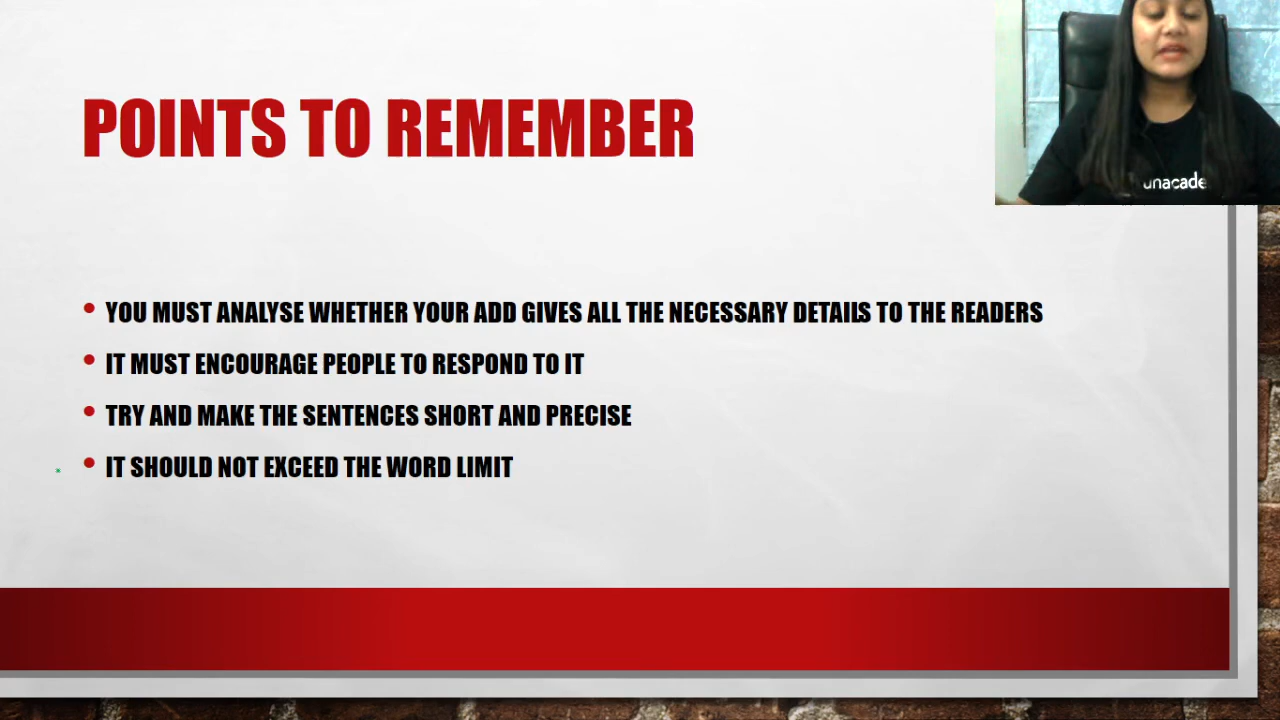 POINTS TO REMEMBER
• YOU MUST ANALYSE WHETHER YOUR ADD GIVES ALL THE NECESSARY DETAILS TO THE READERS
• IT MUST ENCOURAGE PEOPLE TO RESPOND TO IT
• TRY AND MAKE THE SENTENCES SHORT AND PRECISE
• IT SHOULD NOT EXCEED THE WORD LIMIT
unacade